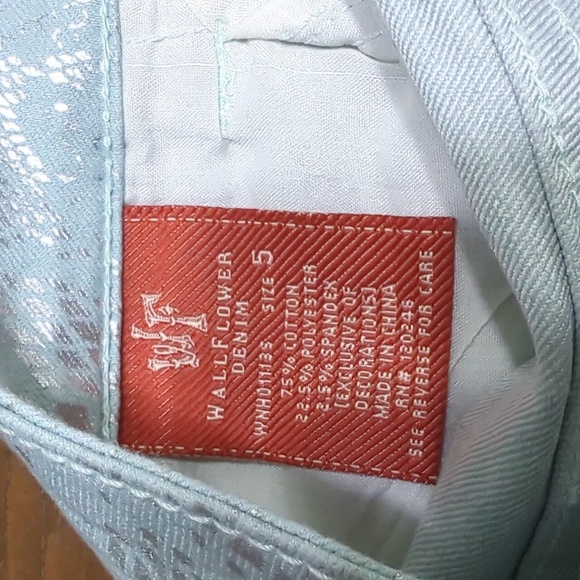 WF
WALLFLOWER
DENIM
SIZE 5
75% COTTON
22.5% POLYESTER
2.5% SPANDEX
[EXCLUSIVE OF
DECORATIONS]
MADE IN CHINA
RN# 120246
SEE REVERSE FOR CARE